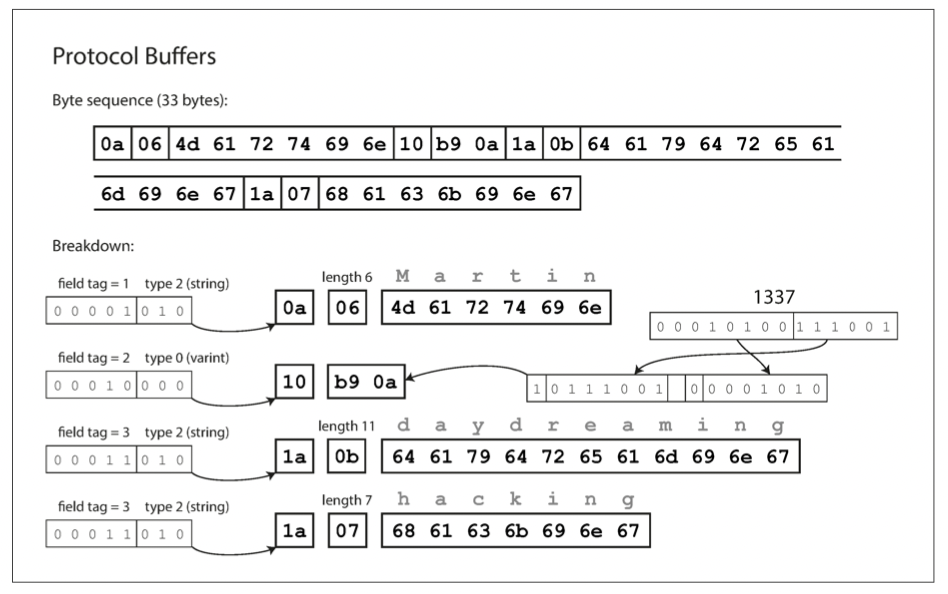 Protocol Buffers
Byte sequence (33 bytes):
0a 06 4d 61 72 74 69 6e 10 b9 0a 1a 0b 64 61 79 64 72 65 61
6d 69 6e 67 1a 07 68 61 63 6b 69 6e 67
Breakdown:
field tag = 1 type 2 (string) length 6 M a r t i n
0 0 0 0 1 0 1 0 0a 06 4d 61 72 74 69 6e
1337
0 0 0 1 0 1 0 0 1 1 1 0 0 1
field tag = 2 type 0 (varint)
0 0 0 1 0 0 0 0 10 b9 0a 1 0 1 1 1 0 0 1 0 0 0 0 1 0 1 0
field tag = 3 type 2 (string) length 11 d a y d r e a m i n g
0 0 0 1 1 0 1 0 1a 0b 64 61 79 64 72 65 61 6d 69 6e 67
field tag = 3 type 2 (string) length 7 h a c k i n g
0 0 0 1 1 0 1 0 1a 07 68 61 63 6b 69 6e 67